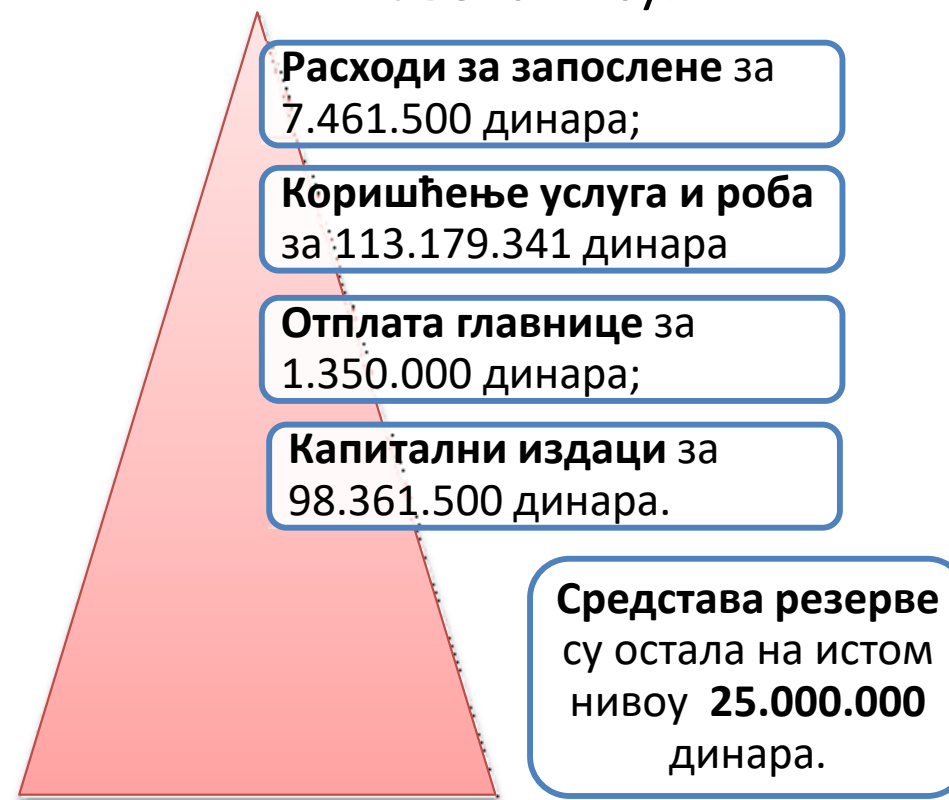 Расходи за запослене за
7.461.500 динара;
Коришћење услуга и роба
за 113.179.341 динара
Отплата главнице за
1.350.000 динара;
Капитални издаци за
98.361.500 динара.
Средстава резерве
су остала на истом
нивоу 25.000.000
динара.